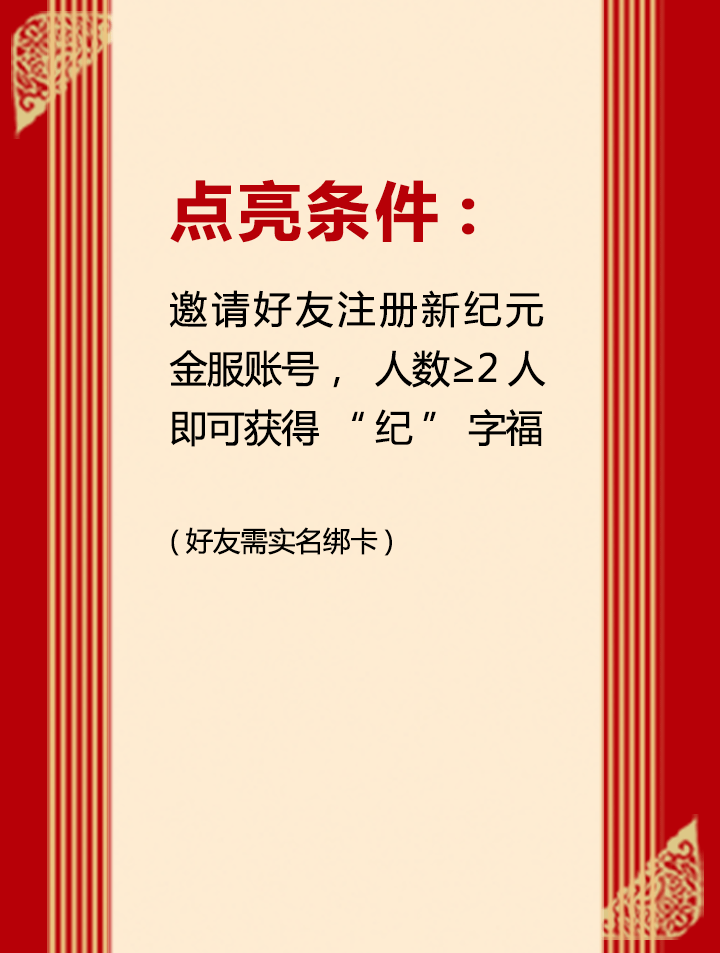 点亮条件：
邀请好友注册新纪元
金服账号，人数≥2人
即可获得“纪”字福
(好友需实名绑卡)